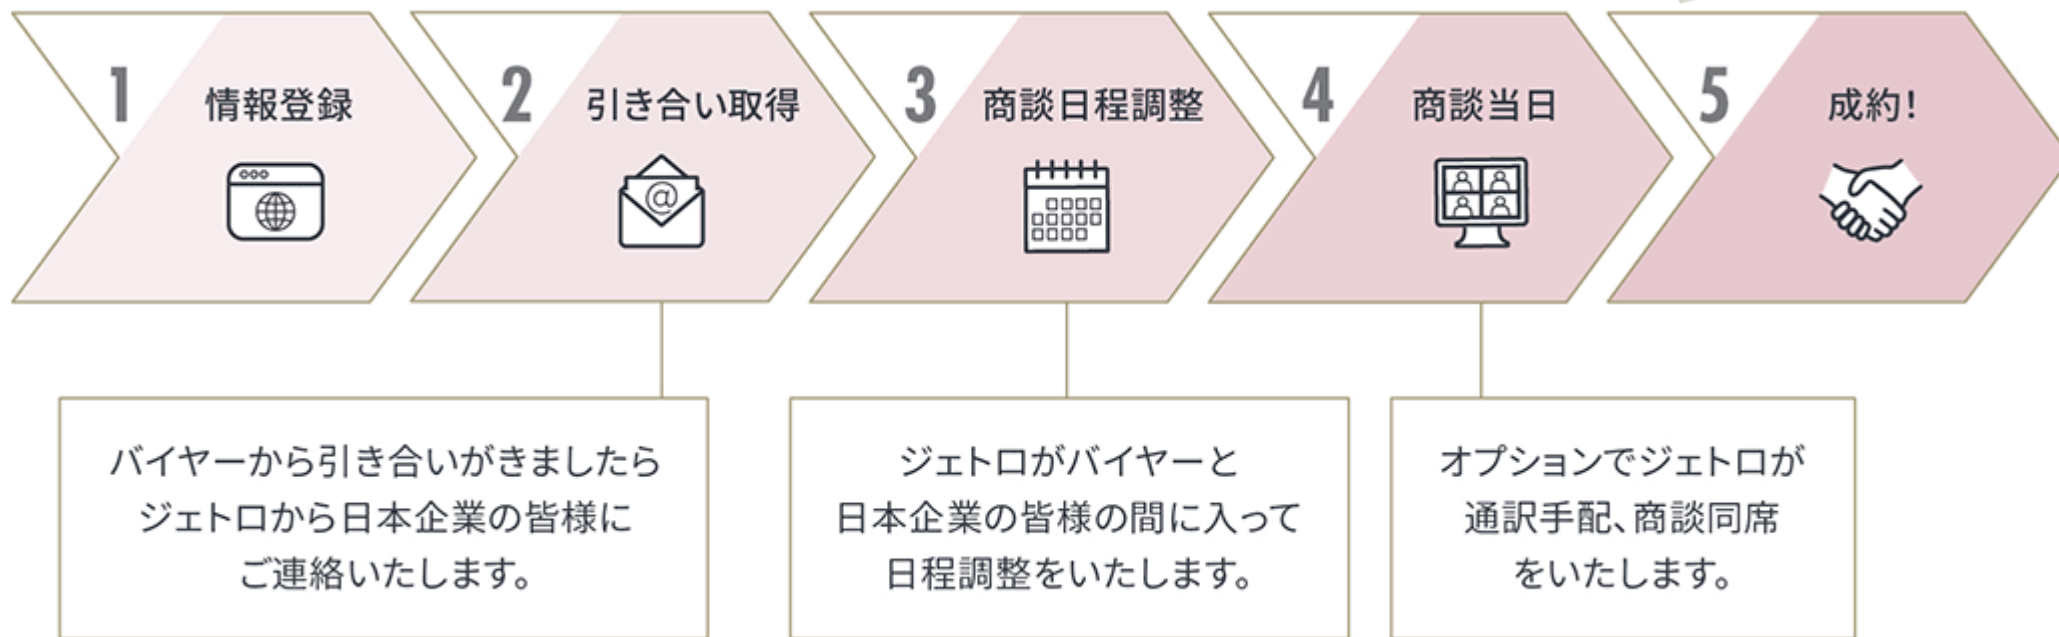 1 情報登録
2 引き合い取得
3 商談日程調整
4 商談当日
5 成約！
@
バイヤーから引き合いがきましたら
ジェトロから日本企業の皆様に
ご連絡いたします。
ジェトロがバイヤーと
日本企業の皆様の間に入って
日程調整をいたします。
オプションでジェトロが
通訳手配、商談同席
をいたします。